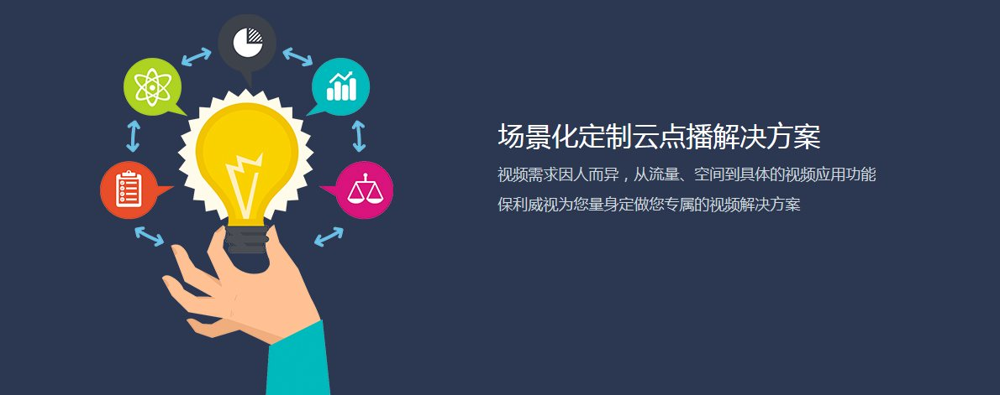 场景化定制云点播解决方案
视频需求因人而异，从流量、空间到具体的视频应用功能
保利威视为您量身定做您专属的视频解决方案